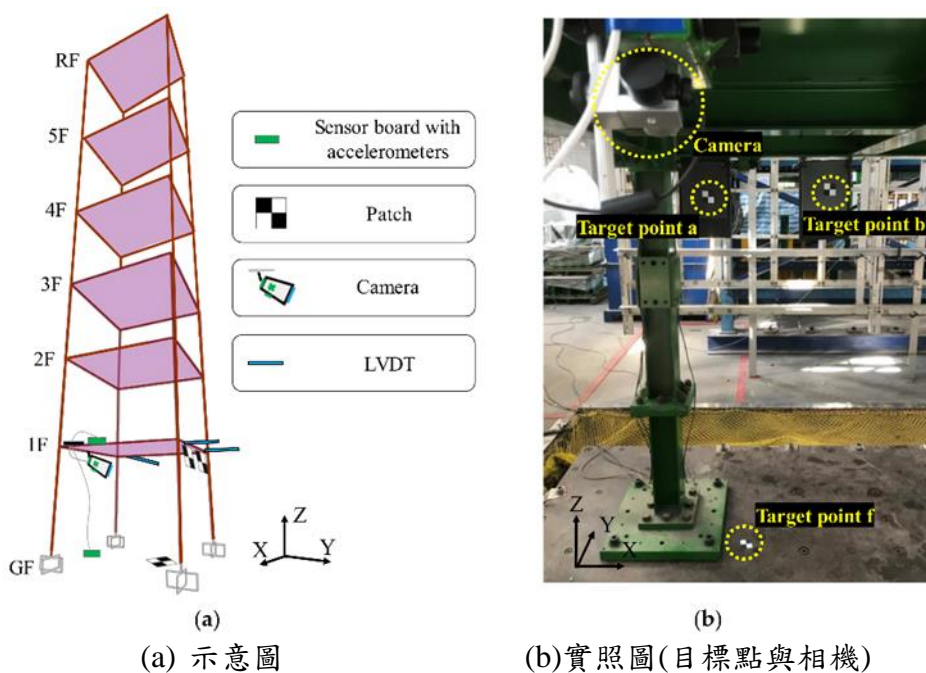 RF
5F
4F
3F
2F
1F
GF
Sensor board with
accelerometers
Patch
Camera
LVDT
Z
X
Y
(a)
Camera
Target point a
Target point b
Target point f
Z
Y
X
(b)
(a) 示意圖
(b)實照圖(目標點與相機)